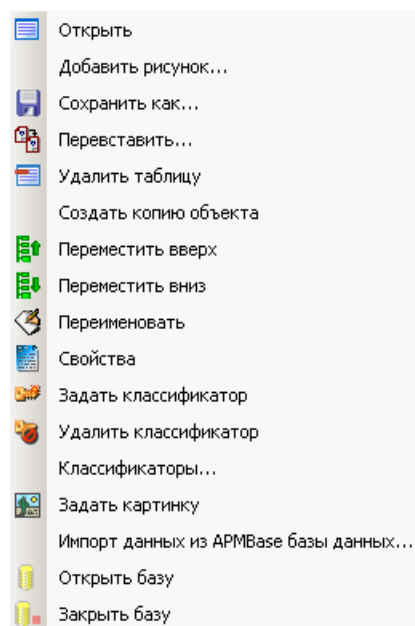 Открыть
Добавить рисунок...
Сохранить как...
Перевставить...
Удалить таблицу
Создать копию объекта
Переместить вверх
Переместить вниз
Переименовать
Свойства
Задать классификатор
Удалить классификатор
Классификаторы...
Задать картинку
Импорт данных из APMBase базы данных...
Открыть базу
Закрыть базу